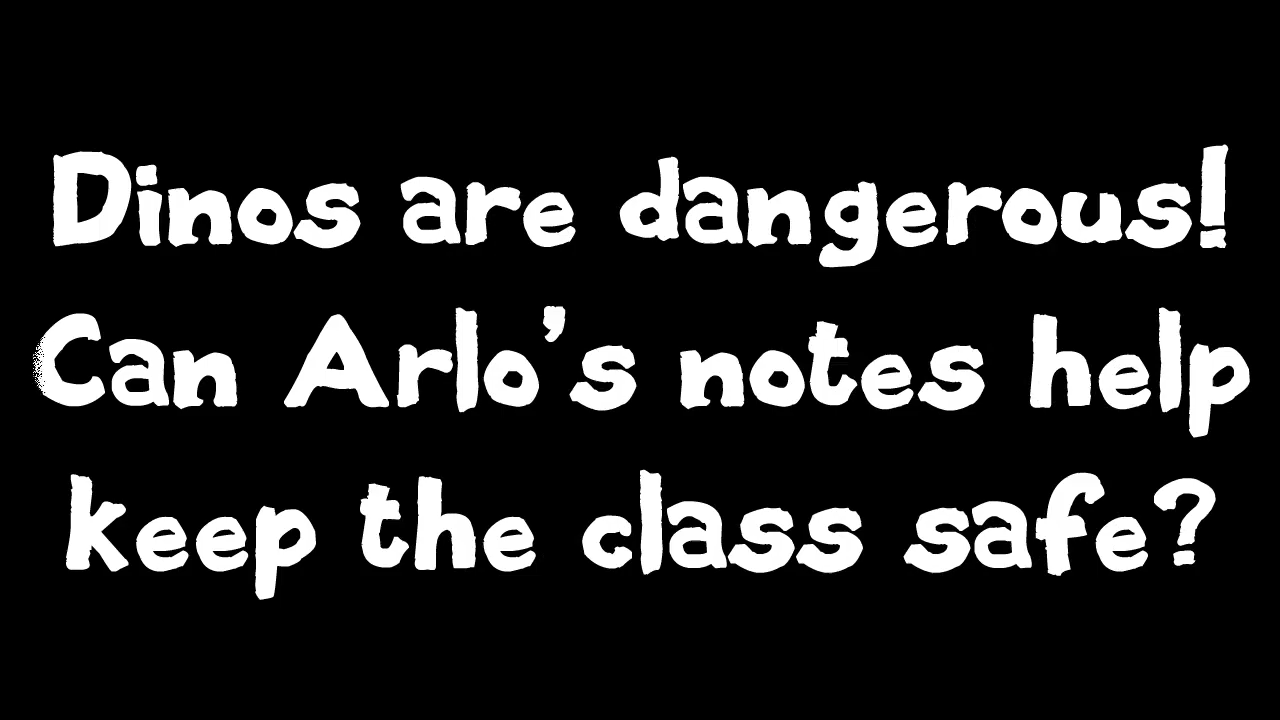 Dinos are dangerous!
Can Arlo's notes help
keep the class safe?